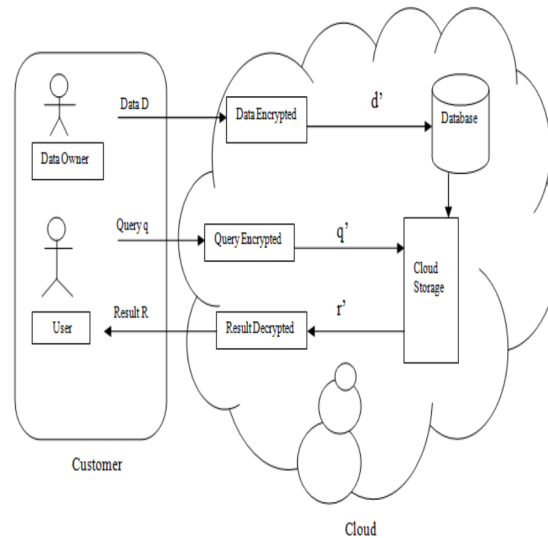 Data D
Data Encrypted
d’
Database
Data Owner
Query q
Query Encrypted
q’
Cloud
Storage
User
Result R
Result Decrypted
r’
Customer
Cloud